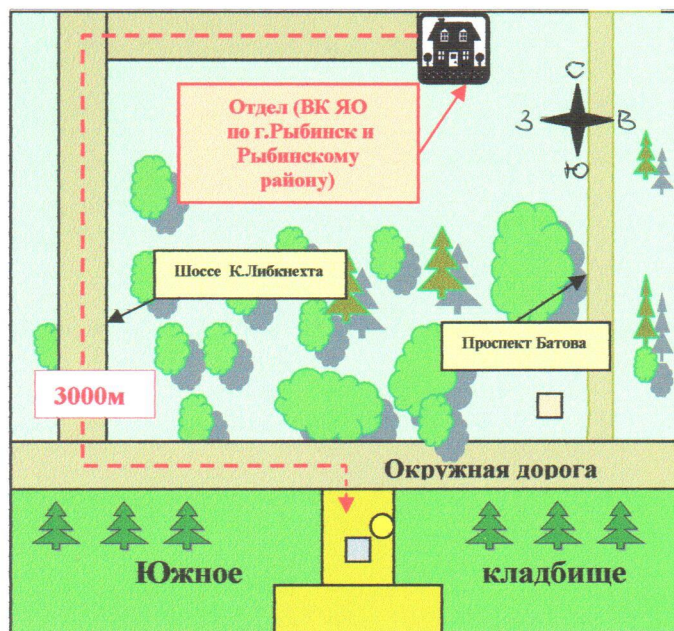 Отдел (ВК ЯО
по г.Рыбинск и
Рыбинскому
району)
С
З
В
Ю
Шоссе К.Либкнехта
Проспект Батова
3000м
Окружная дорога
Южное
кладбище